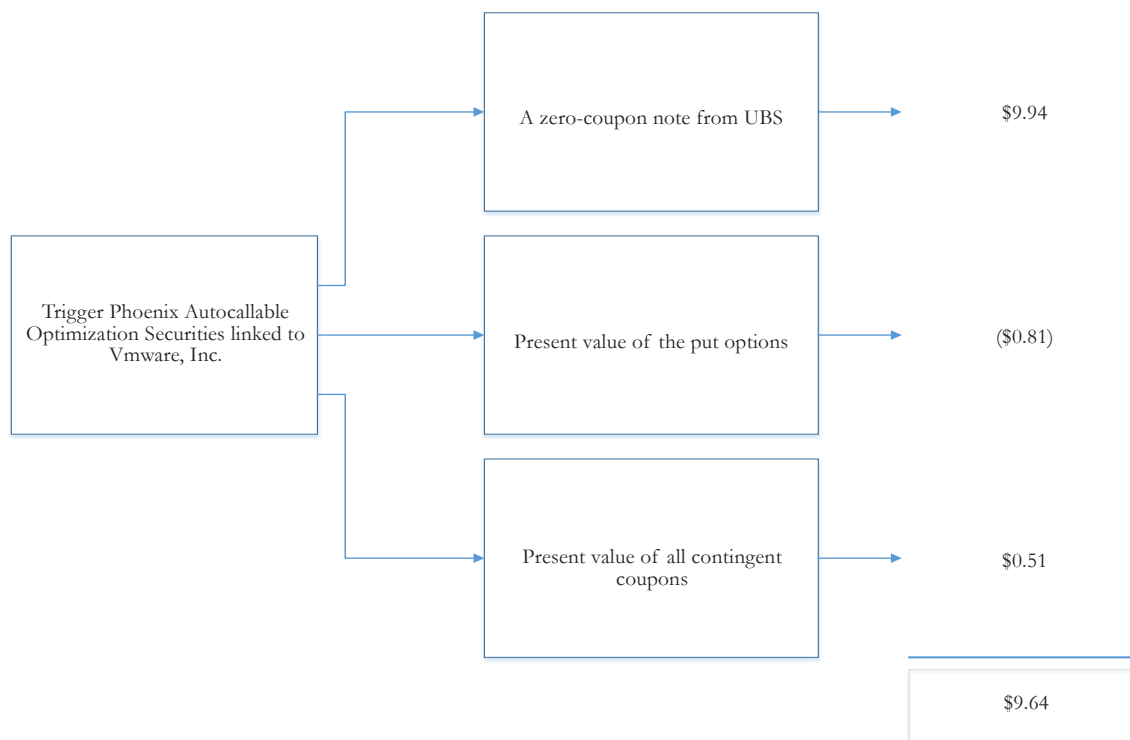 A zero-coupon note from UBS
$9.94
Trigger Phoenix Autocallable
Optimization Securities linked to
Vmware, Inc.
Present value of the put options
($0.81)
Present value of all contingent
coupons
$0.51
$9.64